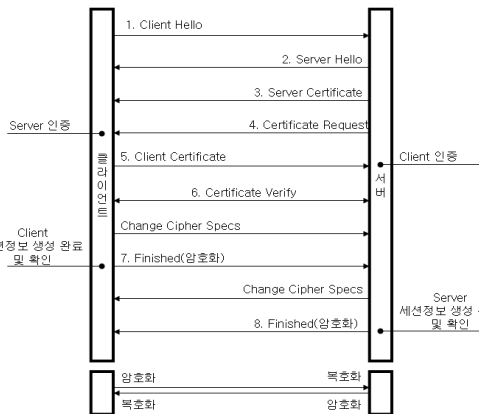 1. Client Hello
2. Server Hello
3. Server Certificate
4. Certificate Request
Server 인증
클라이언트
5. Client Certificate
Client 인증
서버
6. Certificate Verify
Change Cipher Specs
Client
생성 완료
및 확인
7. Finished(암호화)
Change Cipher Specs
Server
세션정보 생성
및 확인
8. Finished(암호화)
암호화
복호화
복호화
암호화